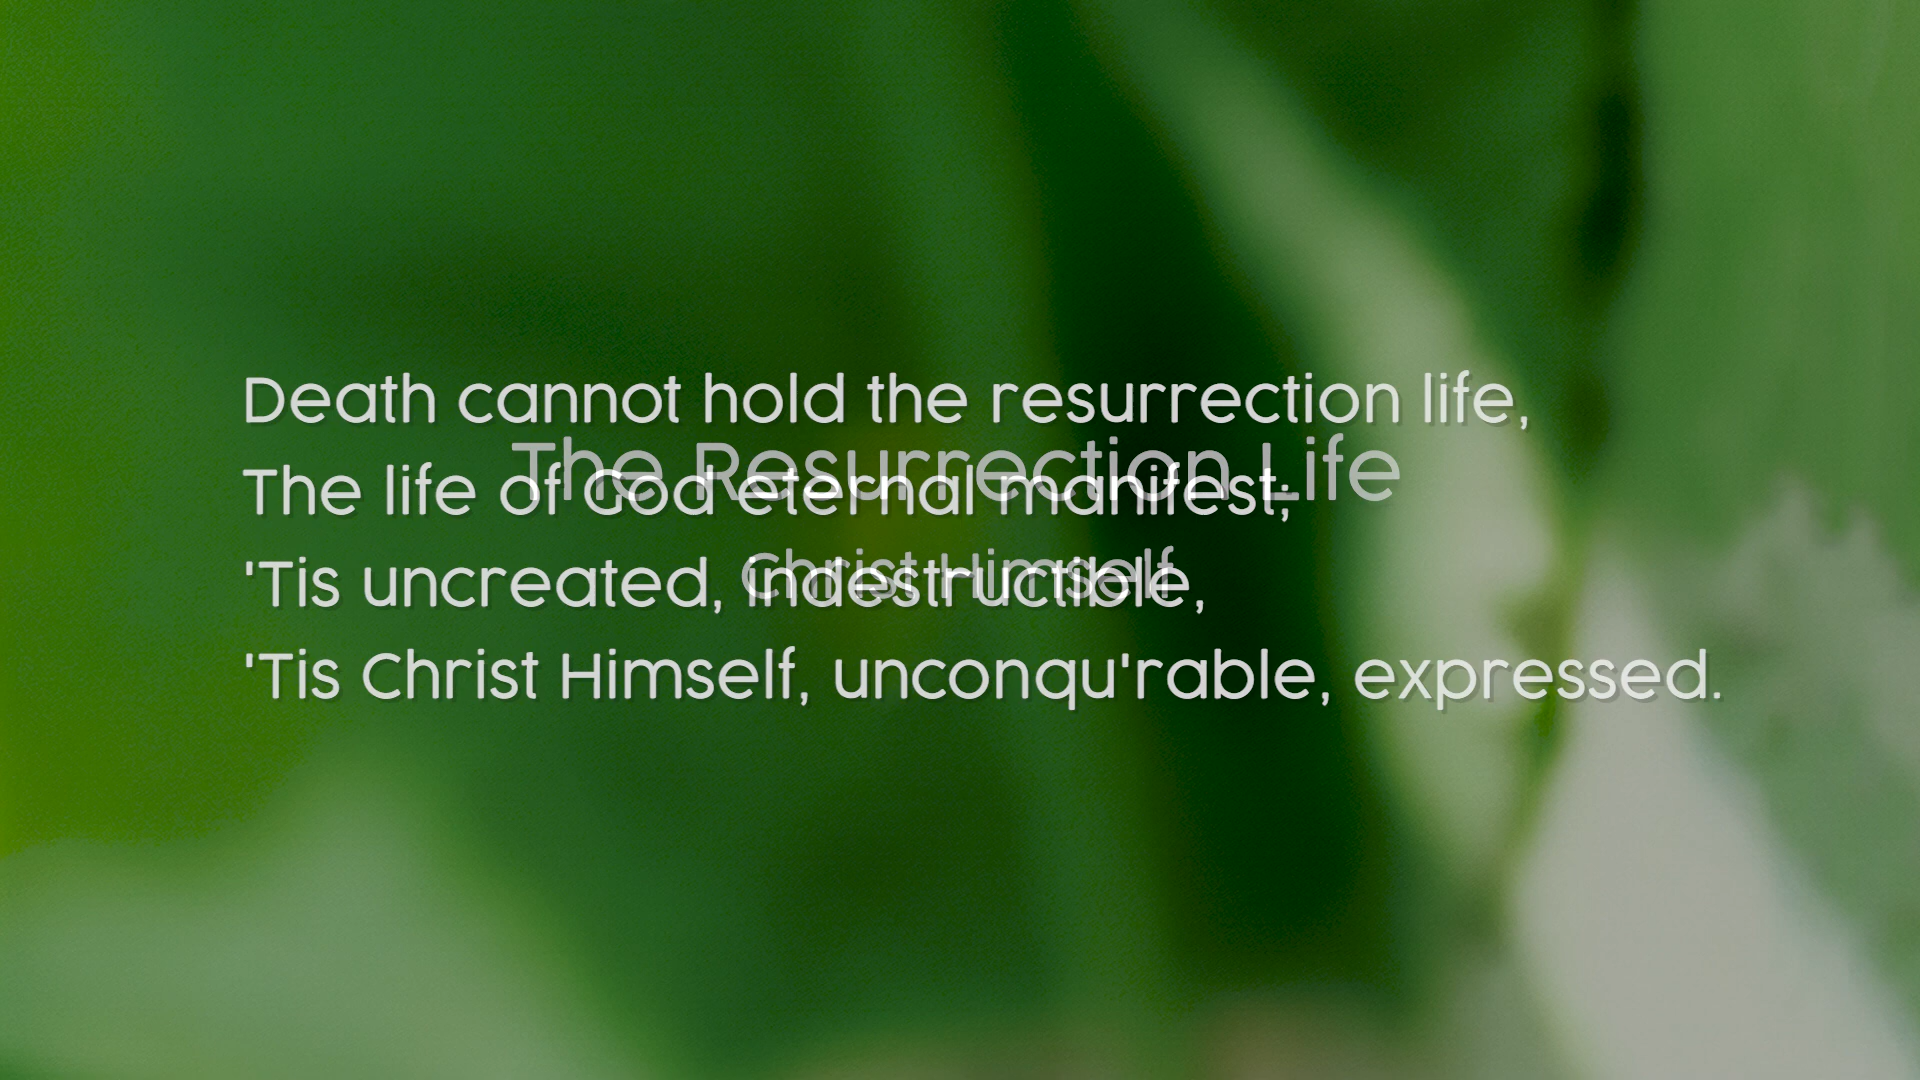 Death cannot hold the resurrection life,
The Resurrection Life
The life of God eternal manifest;
Christ Himself
'Tis uncreated, indestructible,
'Tis Christ Himself, unconqu'rable, expressed.